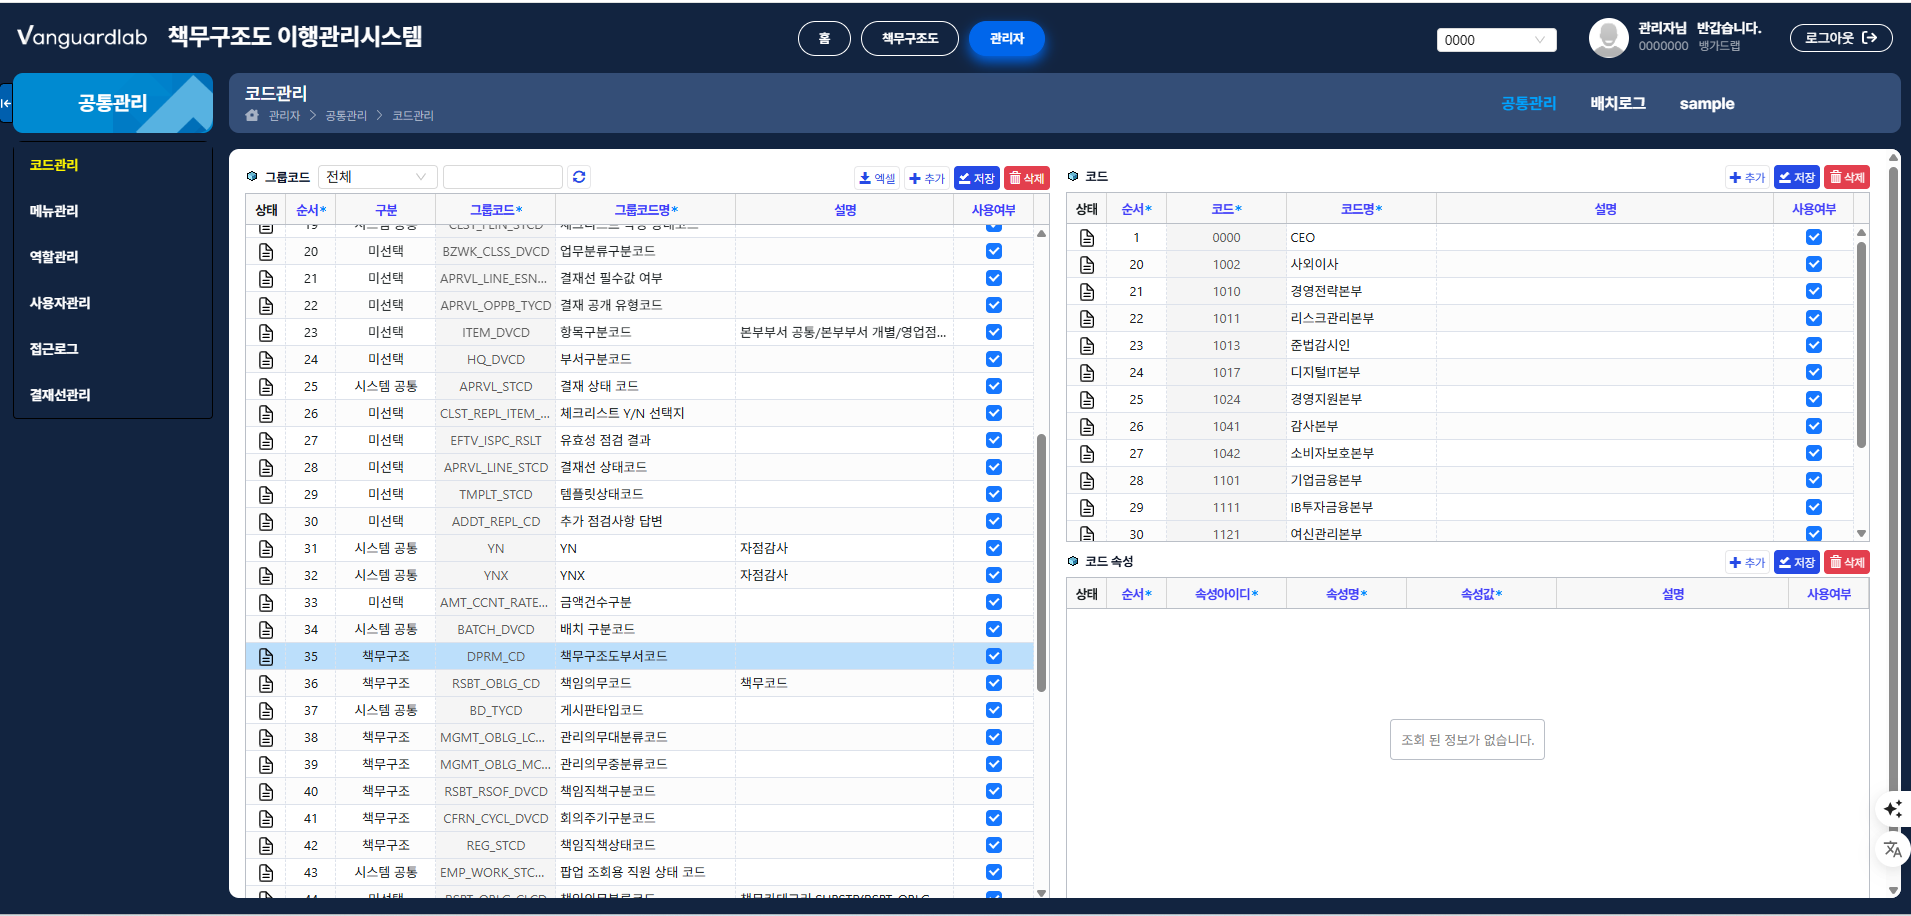 Vanguardlab 책무구조도 이행관리시스템
홈 책무구조도 관리자
0000
관리자님 반갑습니다.
0000000 뱅가드랩
로그아웃
공통관리
코드관리
관리자 > 공통관리 > 코드관리
공통관리 배치로그 sample
코드관리
메뉴관리
역할관리
사용자관리
접근로그
결재선관리
그룹코드 전체 엑셀 추가 저장 삭제
상태 순서* 구분 그룹코드* 그룹코드명* 설명 사용여부
20 미선택 BZWK_CLSS_DVCD 업무분류구분코드
21 미선택 APRVL_LINE_ESN... 결재선 필수값 여부
22 미선택 APRVL_OPPB_TYCD 결재 공개 유형코드
23 미선택 ITEM_DVCD 항목구분코드 본부부서 공통/본부부서 개별/영업점...
24 미선택 HQ_DVCD 부서구분코드
25 시스템 공통 APRVL_STCD 결재 상태 코드
26 미선택 CLST_REPL_ITEM_... 체크리스트 Y/N 선택지
27 미선택 EFTV_ISPC_RSLT 유효성 점검 결과
28 미선택 APRVL_LINE_STCD 결재선 상태코드
29 미선택 TMPLT_STCD 템플릿상태코드
30 미선택 ADDT_REPL_CD 추가 점검사항 답변
31 시스템 공통 YN YN 자점감사
32 시스템 공통 YNX YNX 자점감사
33 미선택 AMT_CCNT_RATE... 금액건수구분
34 시스템 공통 BATCH_DVCD 배치 구분코드
35 책무구조 DPRM_CD 책무구조도부서코드
36 책무구조 RSBT_OBLG_CD 책임의무코드 책무코드
37 시스템 공통 BD_TYCD 게시판타입코드
38 책무구조 MGMT_OBLG_LC... 관리의무대분류코드
39 책무구조 MGMT_OBLG_MC... 관리의무중분류코드
40 책무구조 RSBT_RSOF_DVCD 책임직책구분코드
41 책무구조 CFRN_CYCL_DVCD 회의주기구분코드
42 책무구조 REG_STCD 책임직책상태코드
43 시스템 공통 EMP_WORK_STC... 팝업 조회용 직원 상태 코드
코드 추가 저장 삭제
상태 순서* 코드* 코드명* 설명 사용여부
1 0000 CEO
20 1002 사외이사
21 1010 경영전략본부
22 1011 리스크관리본부
23 1013 준법감시인
24 1017 디지털IT본부
25 1024 경영지원본부
26 1041 감사본부
27 1042 소비자보호본부
28 1101 기업금융본부
29 1111 IB투자금융본부
30 1121 여신관리본부
코드 속성 추가 저장 삭제
상태 순서* 속성아이디* 속성명* 속성값* 설명 사용여부
조회 된 정보가 없습니다.